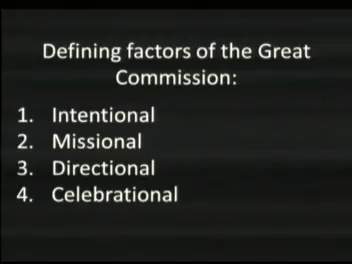 Defining factors of the Great
Commission:
1. Intentional
2. Missional
3. Directional
4. Celebrational